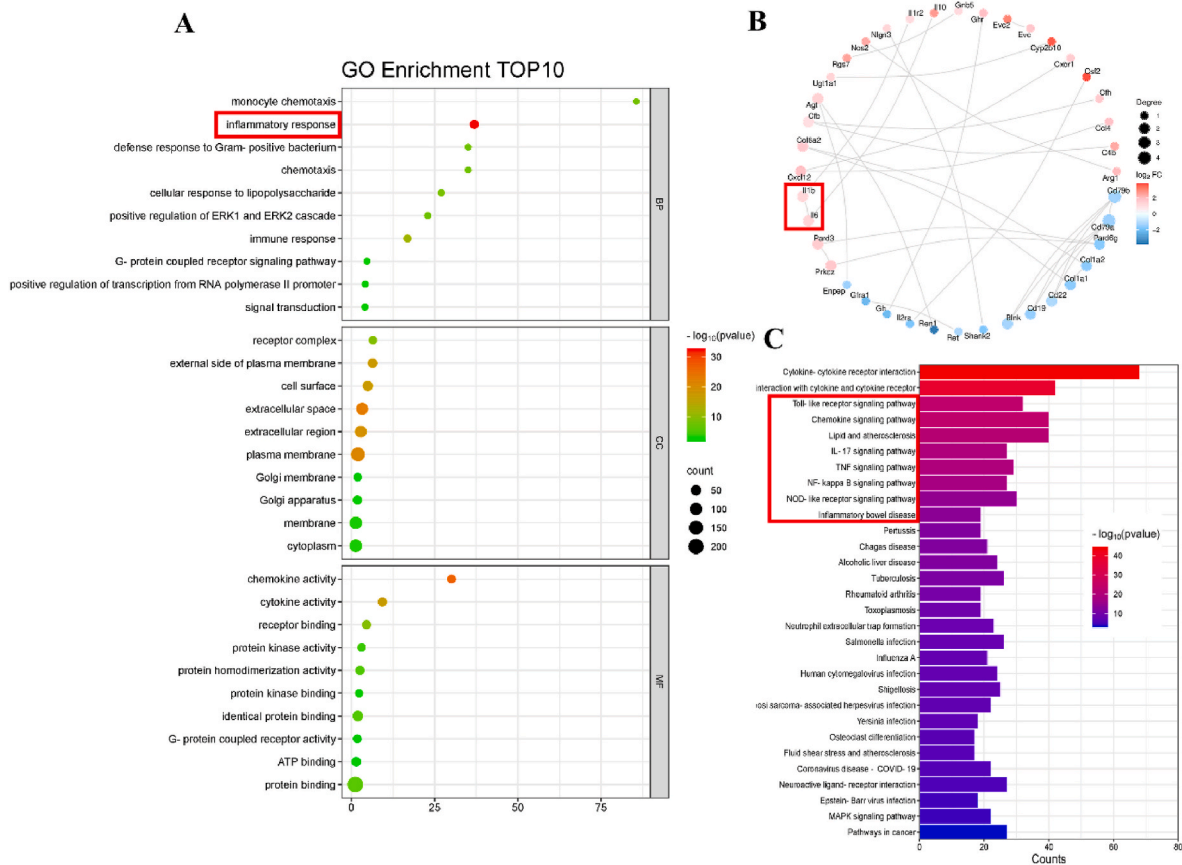 A
GO Enrichment TOP10
monocyte chemotaxis
inflammatory response
defense response to Gram- positive bacterium
chemotaxis
cellular response to lipopolysaccharide
positive regulation of ERK1 and ERK2 cascade
immune response
G- protein coupled receptor signaling pathway
positive regulation of transcription from RNA polymerase II promoter
signal transduction
BP
receptor complex
external side of plasma membrane
cell surface
extracellular space
extracellular region
plasma membrane
Golgi membrane
Golgi apparatus
membrane
cytoplasm
CC
chemokine activity
cytokine activity
receptor binding
protein kinase activity
protein homodimerization activity
protein kinase binding
identical protein binding
G- protein coupled receptor activity
ATP binding
protein binding
MF
0 25 50 75
- log10(pvalue)
30
20
10
count
50
100
150
200
B
Il10
Gnb5
Il1r2
Ghr
Nlgn3
Evc2
Evc
Nos2
Cyp2b10
Rgs7
Cxcr1
Ugt1a1
Csf2
Agt
Cfh
Cfb
Ccl4
Col6a2
C4b
Cxcl12
Arg1
Il1b
Cd79b
Il6
Cd79a
Pard3
Pard6g
Prkcz
Col1a2
Enpep
Col1a1
Gfra1
Cd22
Gh
Cd19
Il2ra
Blnk
Ren1
Ret
Shank2
Degree
1
2
3
4
log2 FC
2
0
−2
C
Cytokine- cytokine receptor interaction
interaction with cytokine and cytokine receptor
Toll- like receptor signaling pathway
Chemokine signaling pathway
Lipid and atherosclerosis
IL- 17 signaling pathway
TNF signaling pathway
NF- kappa B signaling pathway
NOD- like receptor signaling pathway
Inflammatory bowel disease
Pertussis
Chagas disease
Alcoholic liver disease
Tuberculosis
Rheumatoid arthritis
Toxoplasmosis
Neutrophil extracellular trap formation
Salmonella infection
Influenza A
Human cytomegalovirus infection
Shigellosis
posi sarcoma- associated herpesvirus infection
Yersinia infection
Osteoclast differentiation
Fluid shear stress and atherosclerosis
Coronavirus disease - COVID- 19
Neuroactive ligand- receptor interaction
Epstein- Barr virus infection
MAPK signaling pathway
Pathways in cancer
0 20 40 60 80
Counts
- log10(pvalue)
40
30
20
10